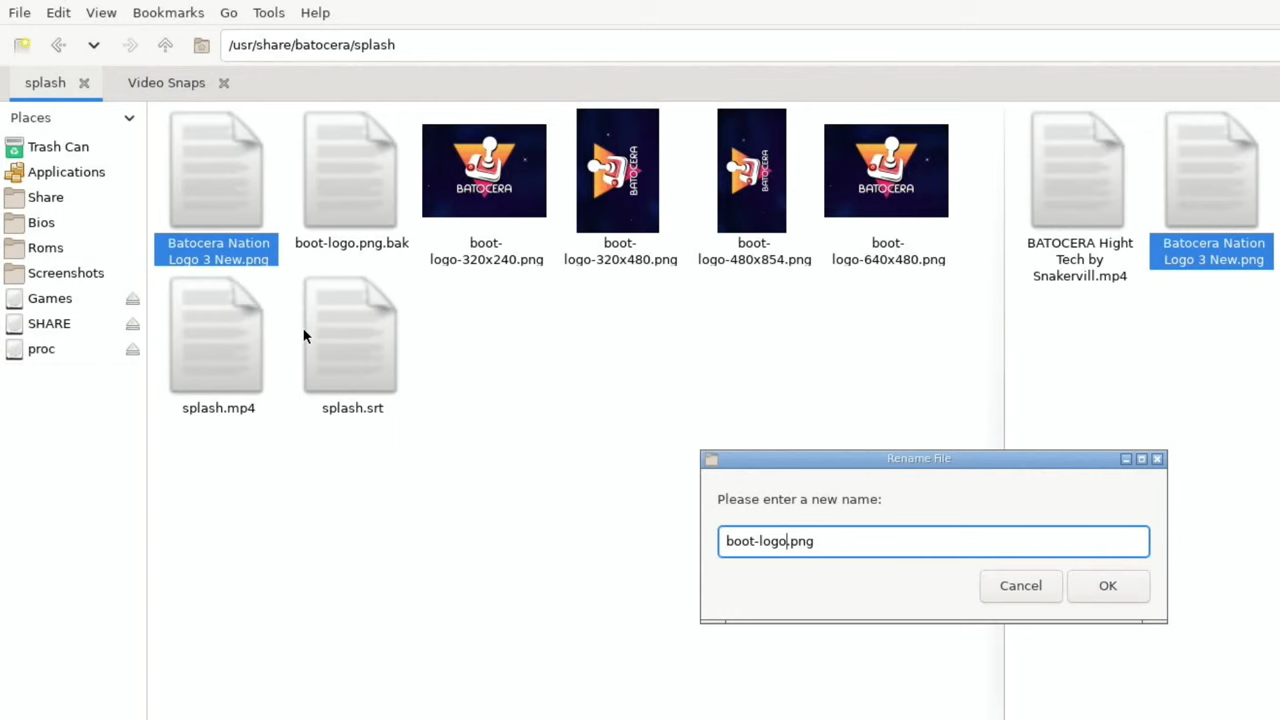 File Edit View Bookmarks Go Tools Help
/usr/share/batocera/splash
splash
Video Snaps
Places
Trash Can
Applications
Share
Bios
Roms
Screenshots
Games
SHARE
proc
BATOCERA
BATOCERA
BATOCERA
BATOCERA
Batocera Nation
Logo 3 New.png
boot-logo.png.bak
boot-
logo-320x240.png
boot-
logo-320x480.png
boot-
logo-480x854.png
boot-
logo-640x480.png
BATOCERA Hight
Tech by
Snakervill.mp4
Batocera Nation
Logo 3 New.png
splash.mp4
splash.srt
Rename File
Please enter a new name:
boot-logo.png
Cancel
OK